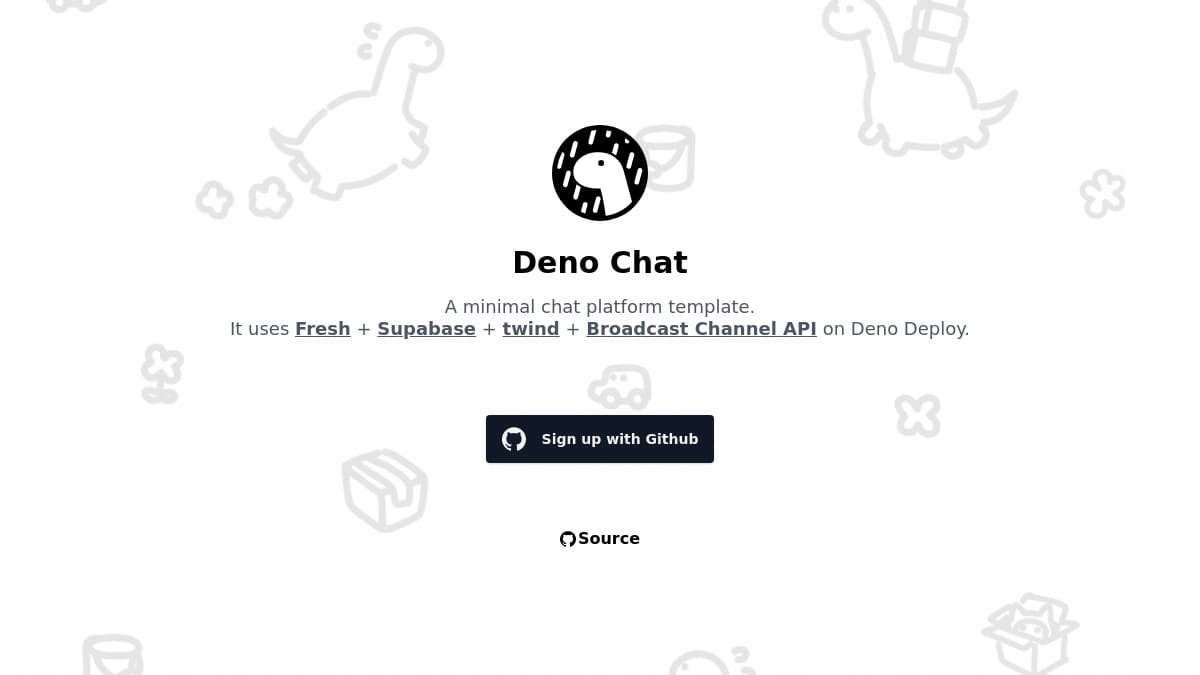 Deno Chat
A minimal chat platform template.
It uses Fresh + Supabase + twind + Broadcast Channel API on Deno Deploy.
Sign up with Github
Source